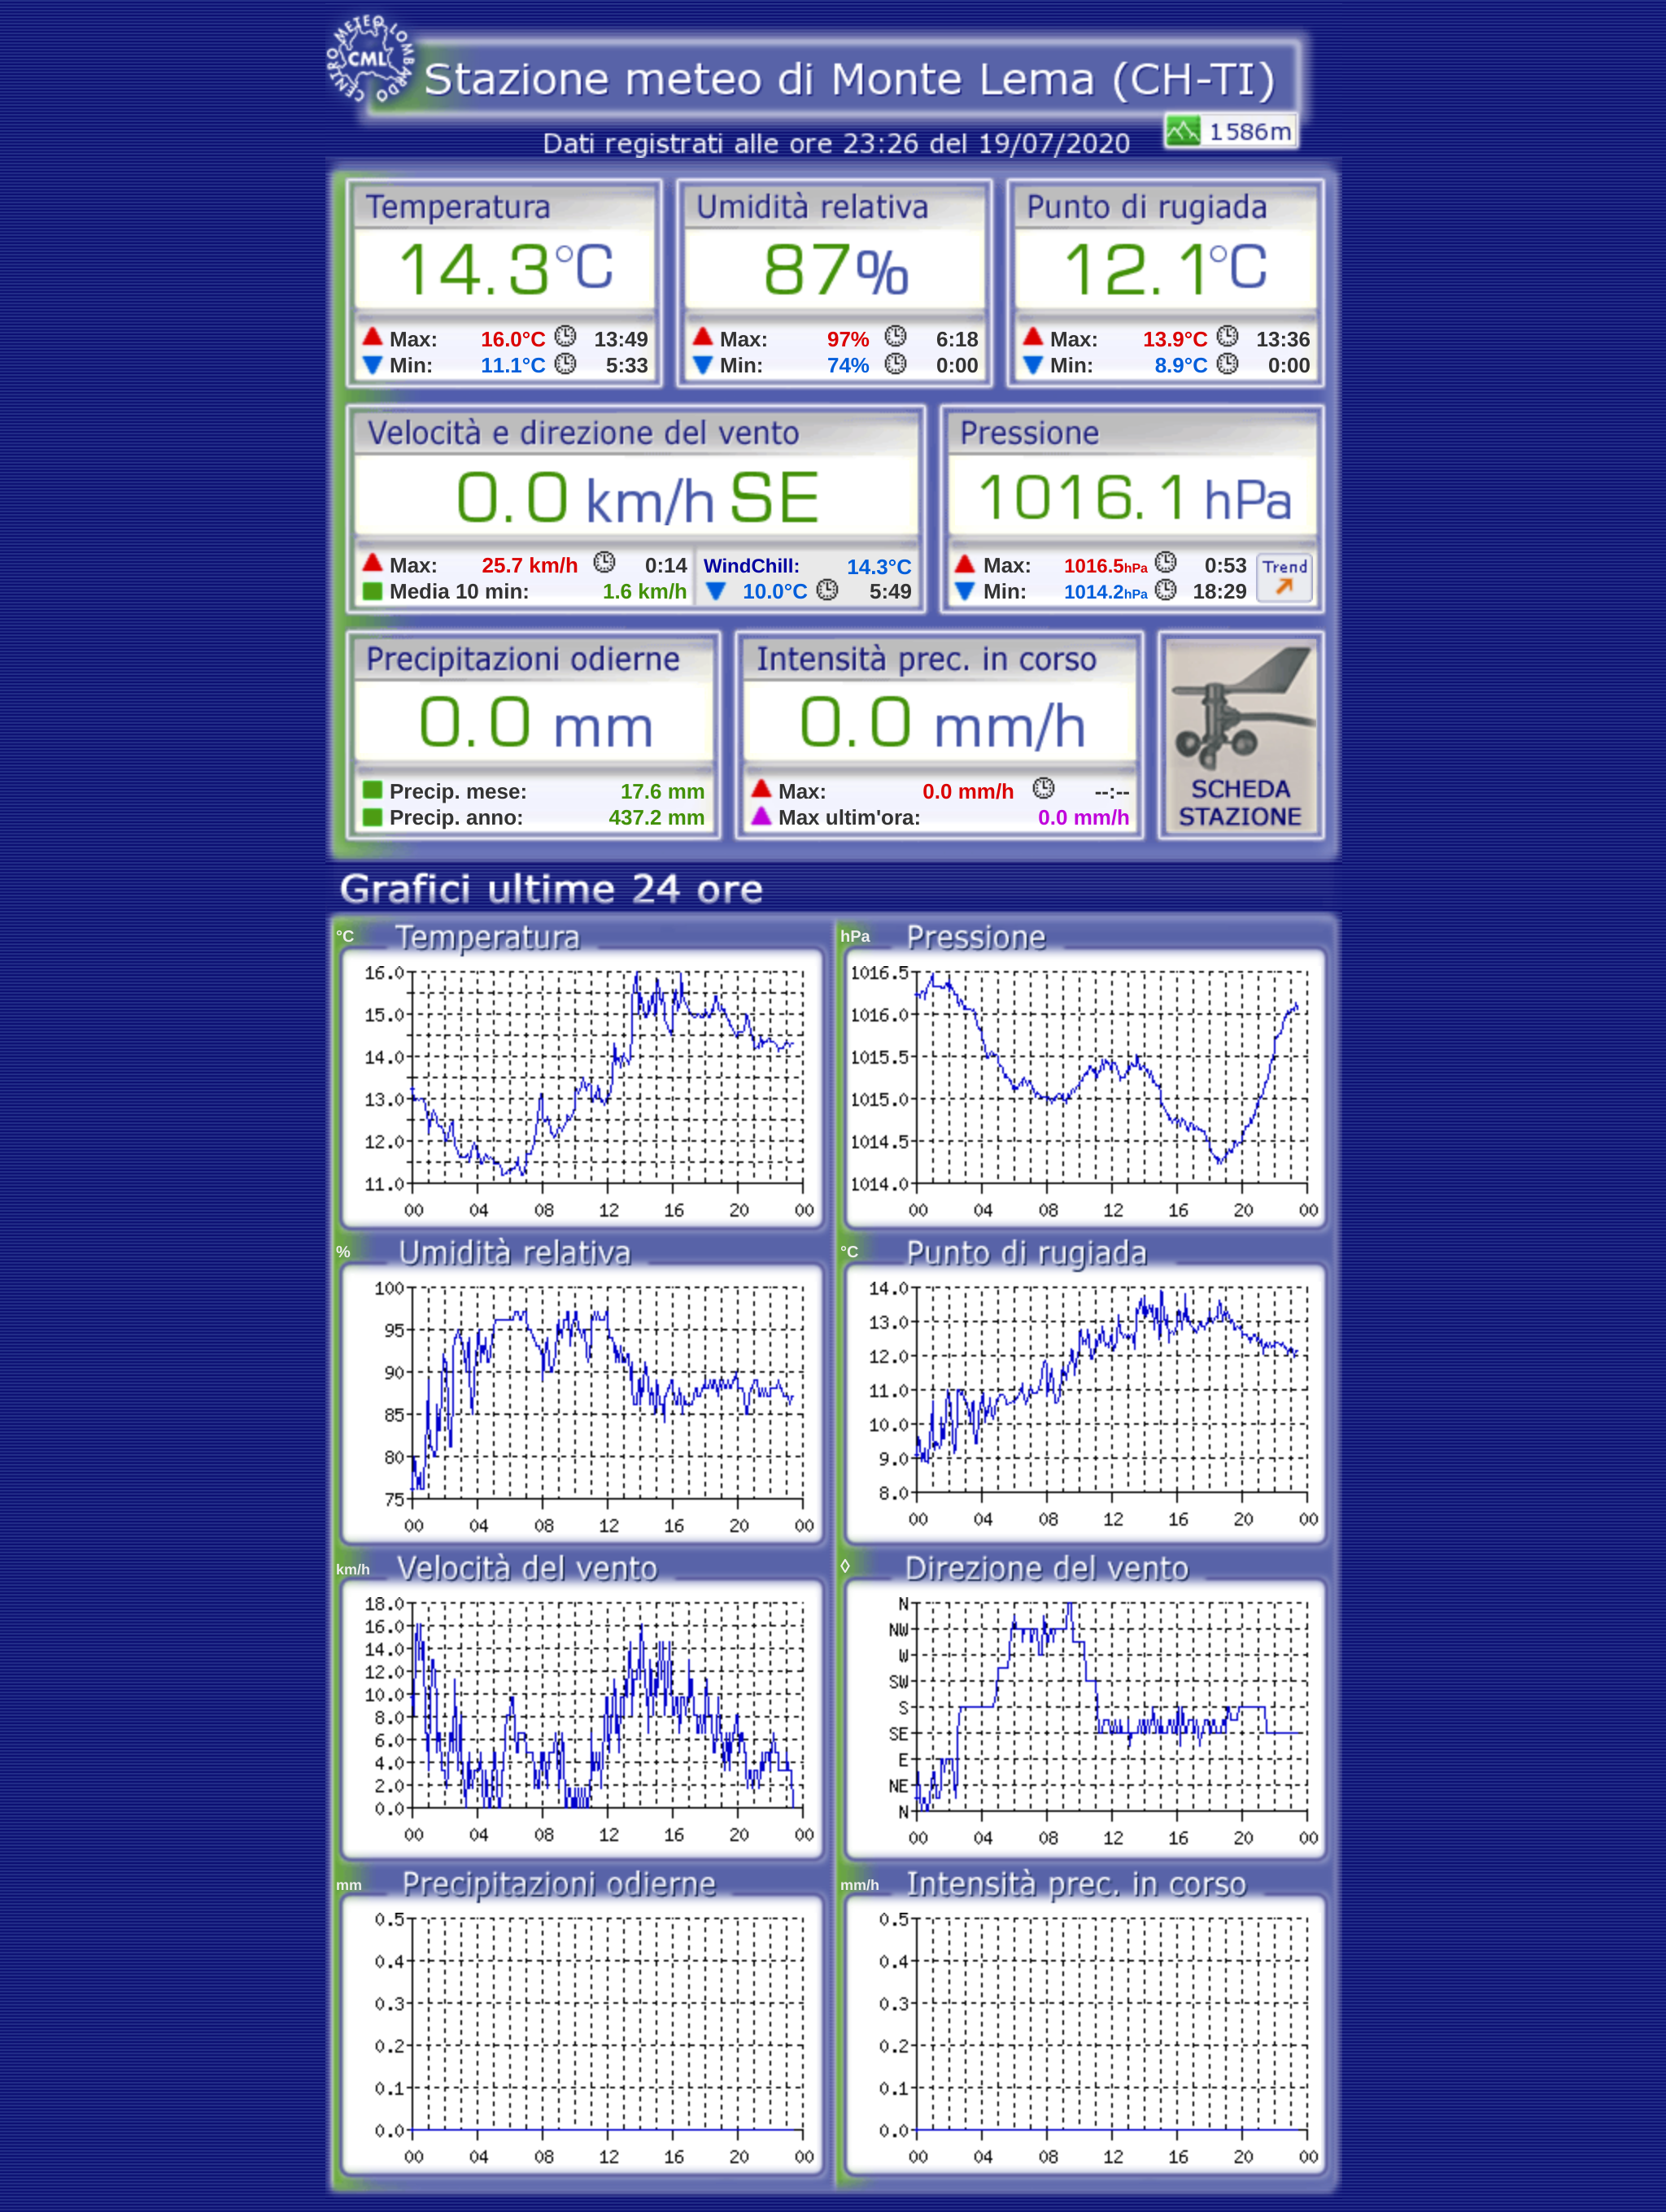 CENTRO METEO LOMBARDO
CML
Stazione meteo di Monte Lema (CH-TI)
Dati registrati alle ore 23:26 del 19/07/2020
1586m
Temperatura
14.3°C
Max: 16.0°C 13:49
Min: 11.1°C 5:33
Umidità relativa
87%
Max: 97% 6:18
Min: 74% 0:00
Punto di rugiada
12.1°C
Max: 13.9°C 13:36
Min: 8.9°C 0:00
Velocità e direzione del vento
0.0 km/h SE
Max: 25.7 km/h 0:14
Media 10 min: 1.6 km/h
WindChill: 14.3°C
10.0°C 5:49
Pressione
1016.1 hPa
Max: 1016.5hPa 0:53
Min: 1014.2hPa 18:29
Trend
Precipitazioni odierne
0.0 mm
Precip. mese: 17.6 mm
Precip. anno: 437.2 mm
Intensità prec. in corso
0.0 mm/h
Max: 0.0 mm/h --:--
Max ultim'ora: 0.0 mm/h
SCHEDA
STAZIONE
Grafici ultime 24 ore
°C Temperatura
16.0
15.0
14.0
13.0
12.0
11.0
00 04 08 12 16 20 00
hPa Pressione
1016.5
1016.0
1015.5
1015.0
1014.5
1014.0
00 04 08 12 16 20 00
% Umidità relativa
100
95
90
85
80
75
00 04 08 12 16 20 00
°C Punto di rugiada
14.0
13.0
12.0
11.0
10.0
9.0
8.0
00 04 08 12 16 20 00
km/h Velocità del vento
18.0
16.0
14.0
12.0
10.0
8.0
6.0
4.0
2.0
0.0
00 04 08 12 16 20 00
◊ Direzione del vento
N
NW
W
SW
S
SE
E
NE
N
00 04 08 12 16 20 00
mm Precipitazioni odierne
0.5
0.4
0.3
0.2
0.1
0.0
00 04 08 12 16 20 00
mm/h Intensità prec. in corso
0.5
0.4
0.3
0.2
0.1
0.0
00 04 08 12 16 20 00